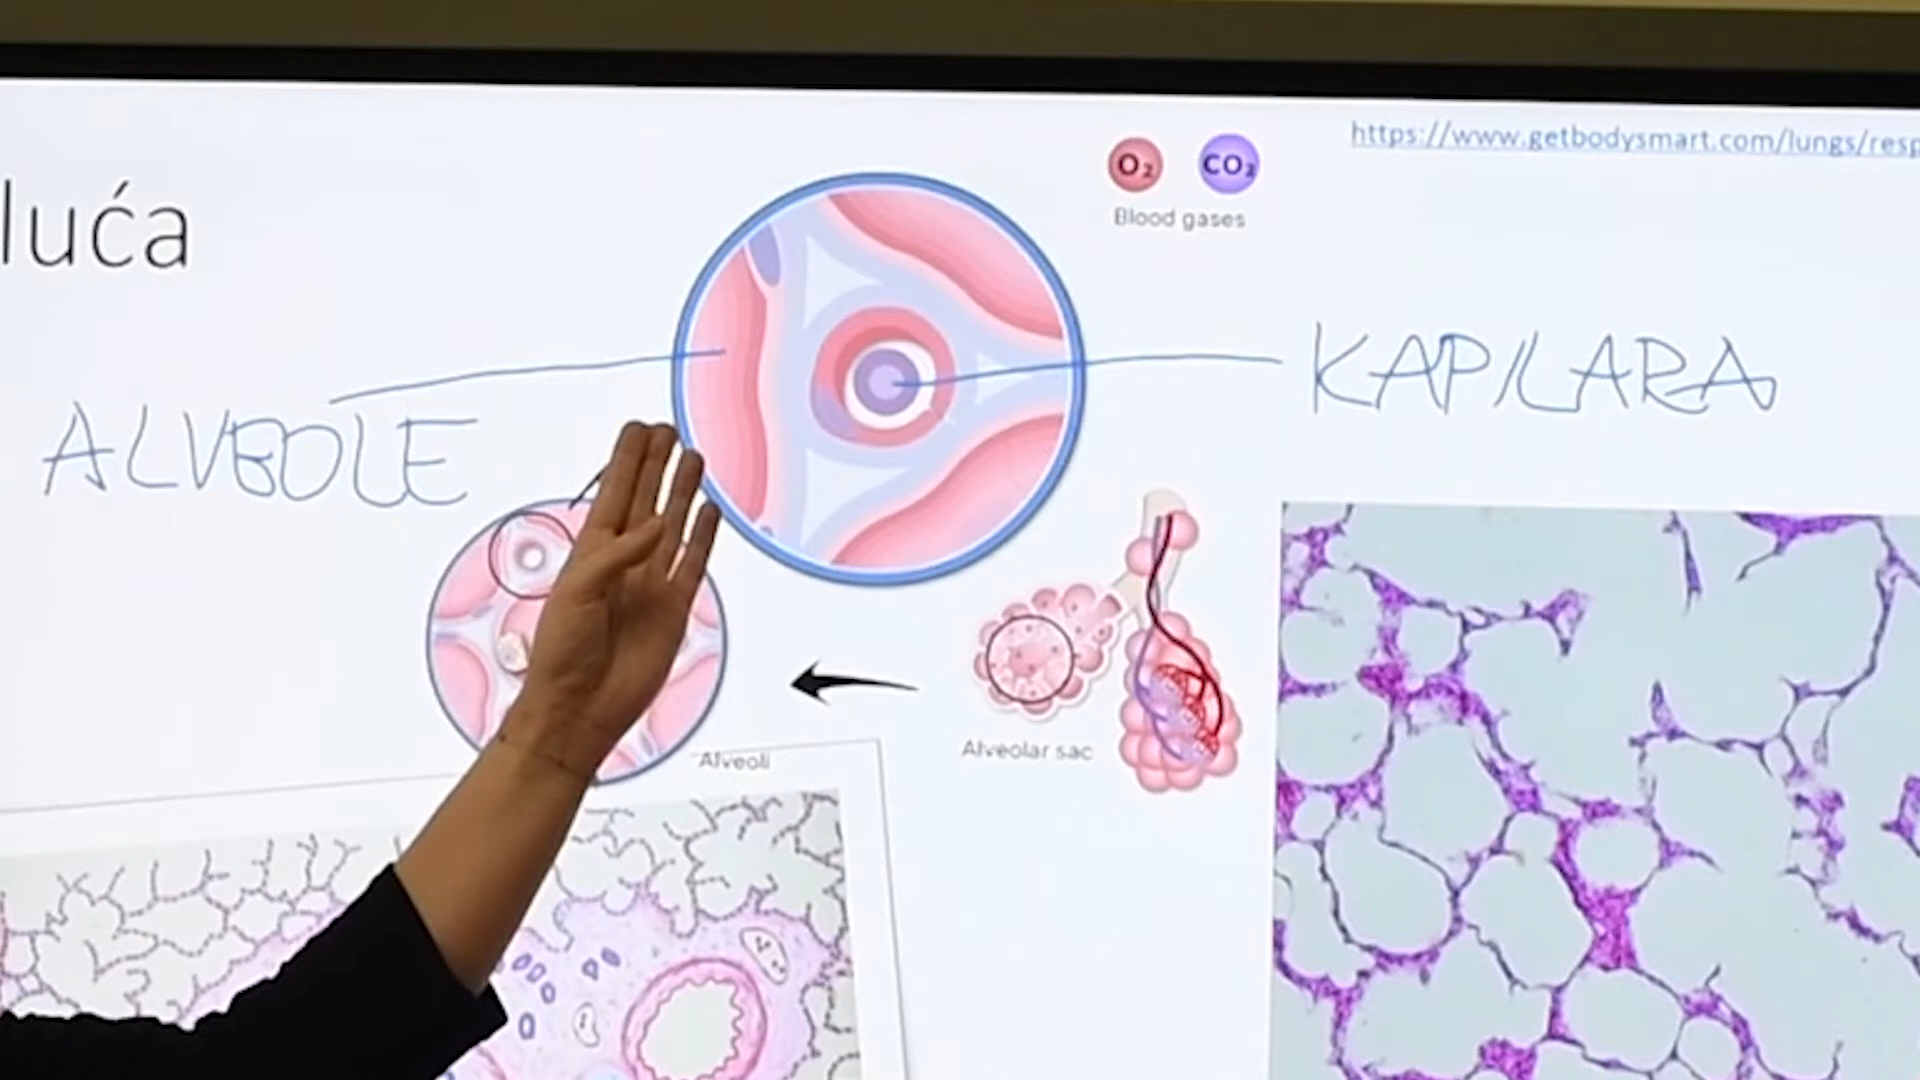 https://www.getbodysmart.com/lungs/resp
O₂ CO₂
Blood gases
luća
KAPILARA
ALVEOLE
Alveolar sac
Alveoli